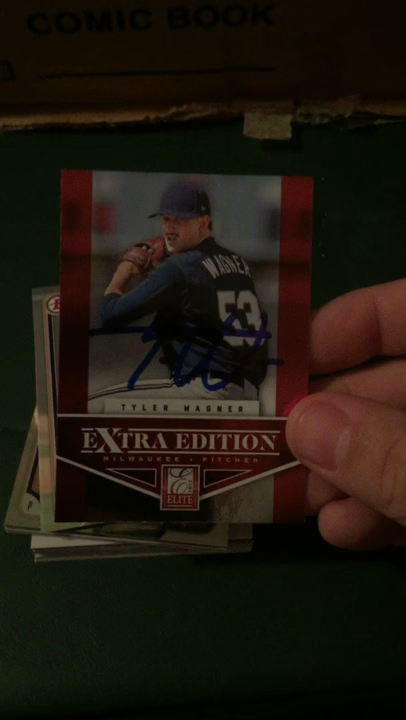 COMIC BOOK
WAGNER
53
TYLER WAGNER
EXTRA EDITION
MILWAUKEE • PITCHER
ELITE